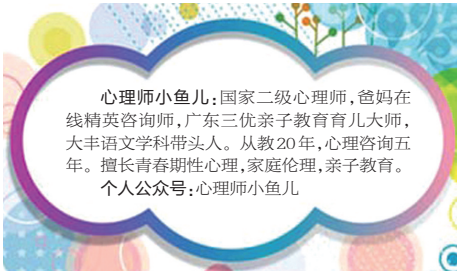 心理师小鱼儿:国家二级心理师,爸妈在
线精英咨询师,广东三优亲子教育育儿大师,
大丰语文学科带头人。从教20年,心理咨询五
年。擅长青春期性心理,家庭伦理,亲子教育。
个人公众号:心理师小鱼儿